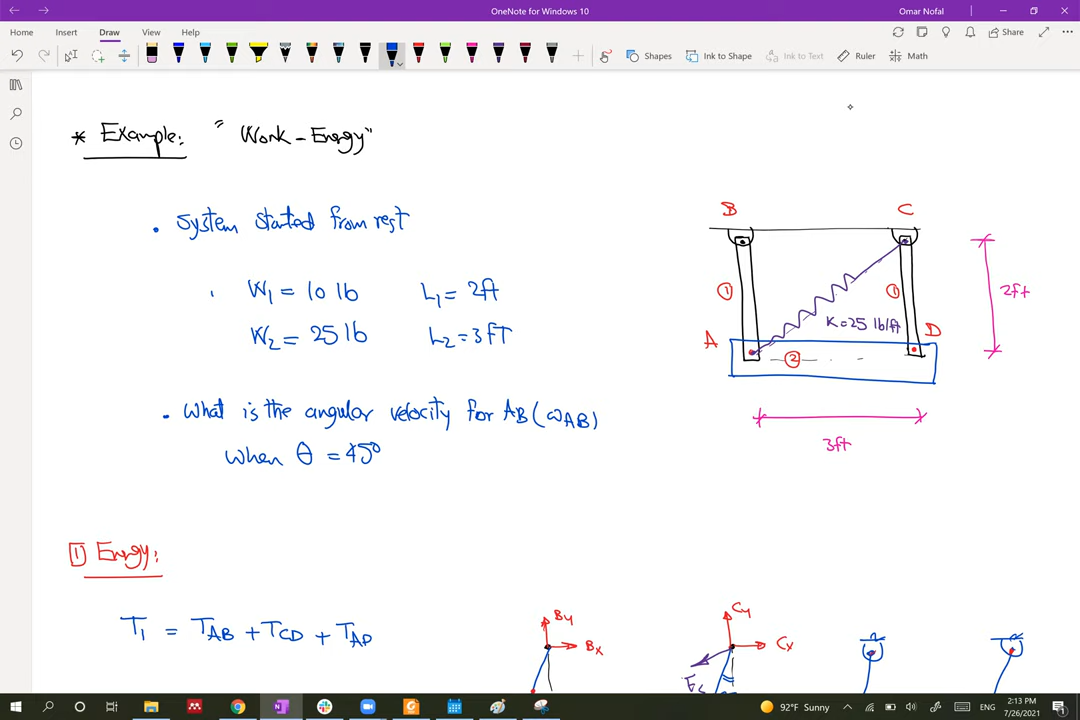 OneNote for Windows 10
Omar Nofal
Home Insert Draw View Help
Share
Shapes
Ink to Shape
Ink to Text
Ruler
Math
* Example: "Work - Energy"
• System started from rest
W1 = 10 lb L1 = 2ft
W2 = 25 lb L2 = 3FT
• What is the angular velocity for AB (ωAB)
when θ = 45°
B
C
①
①
2ft
K=25 lb/ft
A
D
②
3ft
1 Energy:
T1 = TAB + TCD + TAD
By
Bx
Cy
Cx
Fs
92°F Sunny
ENG
2:13 PM
7/26/2021